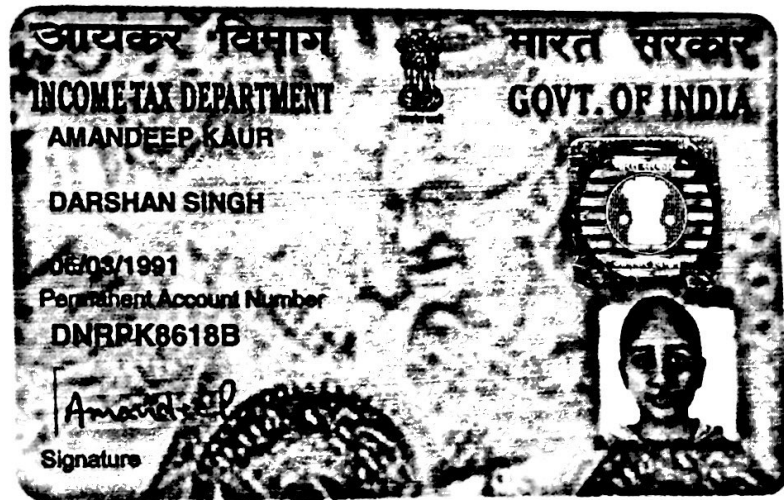 आयकर विभाग
भारत सरकार
INCOME TAX DEPARTMENT
GOVT. OF INDIA
AMANDEEP KAUR
DARSHAN SINGH
06/03/1991
Permanent Account Number
DNRPK8618B
Signature